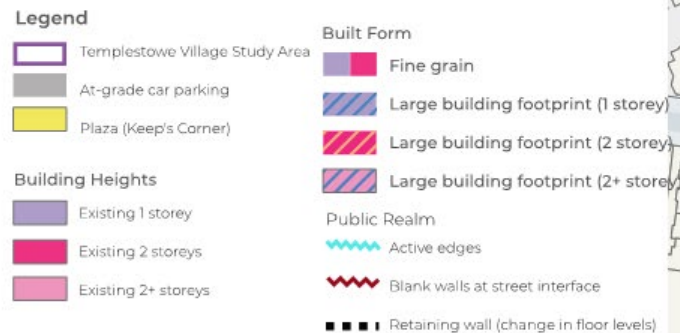 Legend
Templestowe Village Study Area
At-grade car parking
Plaza (Keep's Corner)
Building Heights
Existing 1 storey
Existing 2 storeys
Existing 2+ storeys
Built Form
Fine grain
Large building footprint (1 storey)
Large building footprint (2 storey)
Large building footprint (2+ storey)
Public Realm
Active edges
Blank walls at street interface
Retaining wall (change in floor levels)